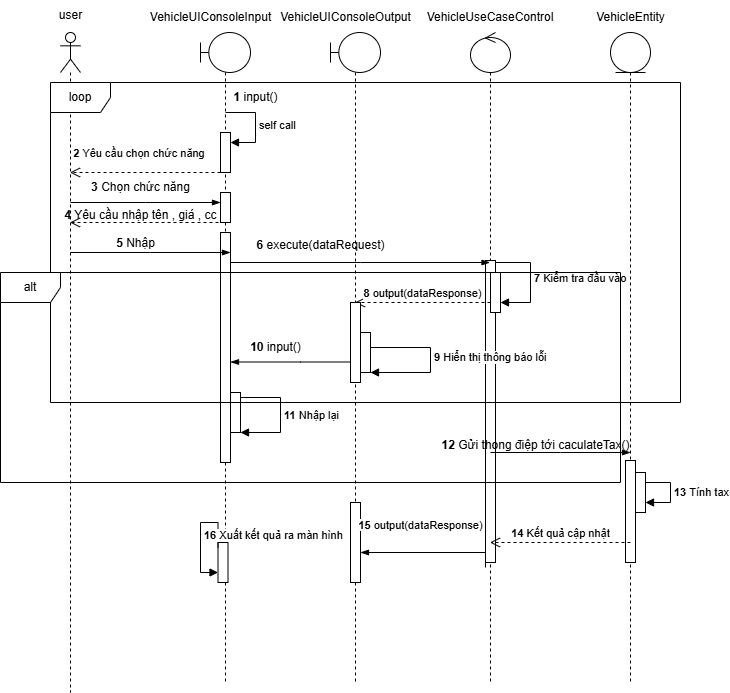 user
VehicleUIConsoleInput
VehicleUIConsoleOutput
VehicleUseCaseControl
VehicleEntity
loop
1 input()
self call
2 Yêu cầu chọn chức năng
3 Chọn chức năng
4 Yêu cầu nhập tên , giá , cc
5 Nhập
6 execute(dataRequest)
7 Kiểm tra đầu vào
alt
8 output(dataResponse)
10 input()
9 Hiển thị thông báo lỗi
11 Nhập lại
12 Gửi thong điệp tới caculateTax()
13 Tính tax
15 output(dataResponse)
14 Kết quả cập nhật
16 Xuất kết quả ra màn hình